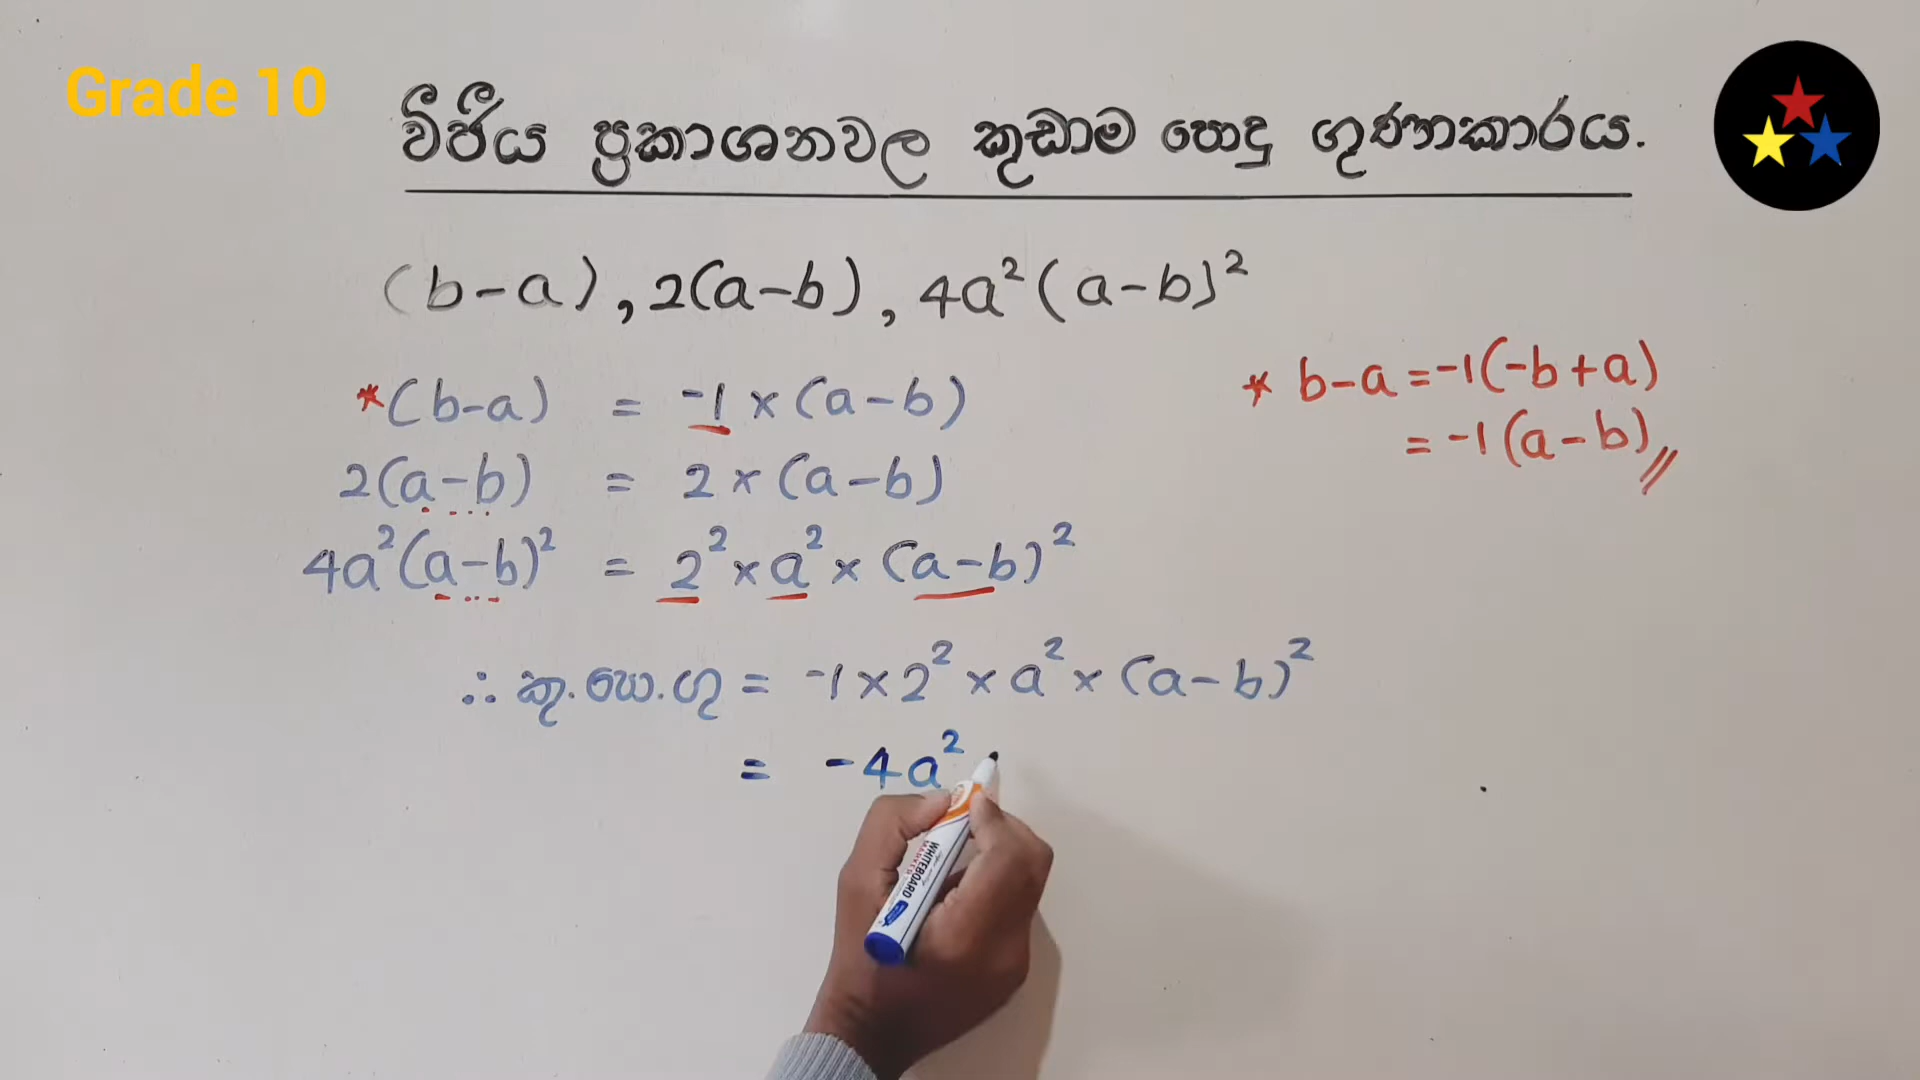 Grade 10
වීජීය ප්‍රකාශනවල කුඩාම පොදු ගුණාකාරය.
(b-a), 2(a-b), 4a²(a-b)²
*(b-a) = -1 × (a-b)
2(a-b) = 2 × (a-b)
4a²(a-b)² = 2² × a² × (a-b)²
* b-a = -1(-b+a)
= -1(a-b)//
∴ කු.පො.ගු = -1 × 2² × a² × (a-b)²
= -4a²
WHITEBOARD
MARKER